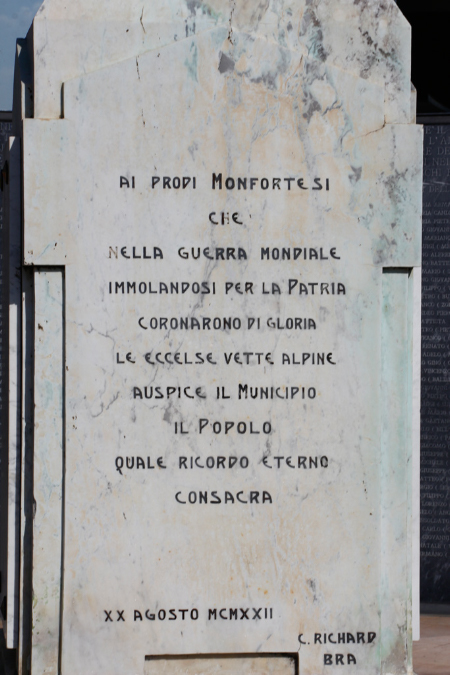 AI PRODI MONFORTESI
CHE
NELLA GUERRA MONDIALE
IMMOLANDOSI PER LA PATRIA
CORONARONO DI GLORIA
LE ECCELSE VETTE ALPINE
AUSPICE IL MUNICIPIO
IL POPOLO
QUALE RICORDO ETERNO
CONSACRA
XX AGOSTO MCMXXII
C. RICHARD
BRA